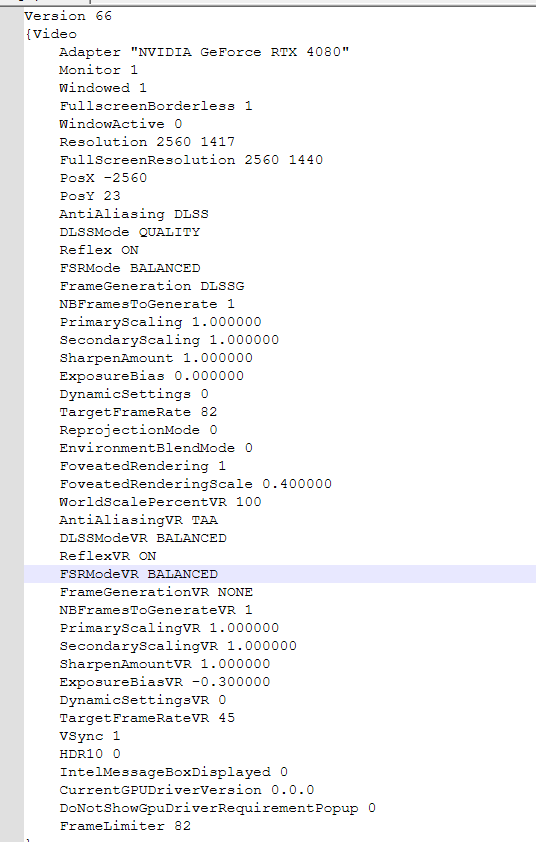 Version 66
{Video
Adapter "NVIDIA GeForce RTX 4080"
Monitor 1
Windowed 1
FullscreenBorderless 1
WindowActive 0
Resolution 2560 1417
FullScreenResolution 2560 1440
PosX -2560
PosY 23
AntiAliasing DLSS
DLSSMode QUALITY
Reflex ON
FSRMode BALANCED
FrameGeneration DLSSG
NBFramesToGenerate 1
PrimaryScaling 1.000000
SecondaryScaling 1.000000
SharpenAmount 1.000000
ExposureBias 0.000000
DynamicSettings 0
TargetFrameRate 82
ReprojectionMode 0
EnvironmentBlendMode 0
FoveatedRendering 1
FoveatedRenderingScale 0.400000
WorldScalePercentVR 100
AntiAliasingVR TAA
DLSSModeVR BALANCED
ReflexVR ON
FSRModeVR BALANCED
FrameGenerationVR NONE
NBFramesToGenerateVR 1
PrimaryScalingVR 1.000000
SecondaryScalingVR 1.000000
SharpenAmountVR 1.000000
ExposureBiasVR -0.300000
DynamicSettingsVR 0
TargetFrameRateVR 45
VSync 1
HDR10 0
IntelMessageBoxDisplayed 0
CurrentGPUDriverVersion 0.0.0
DoNotShowGpuDriverRequirementPopup 0
FrameLimiter 82